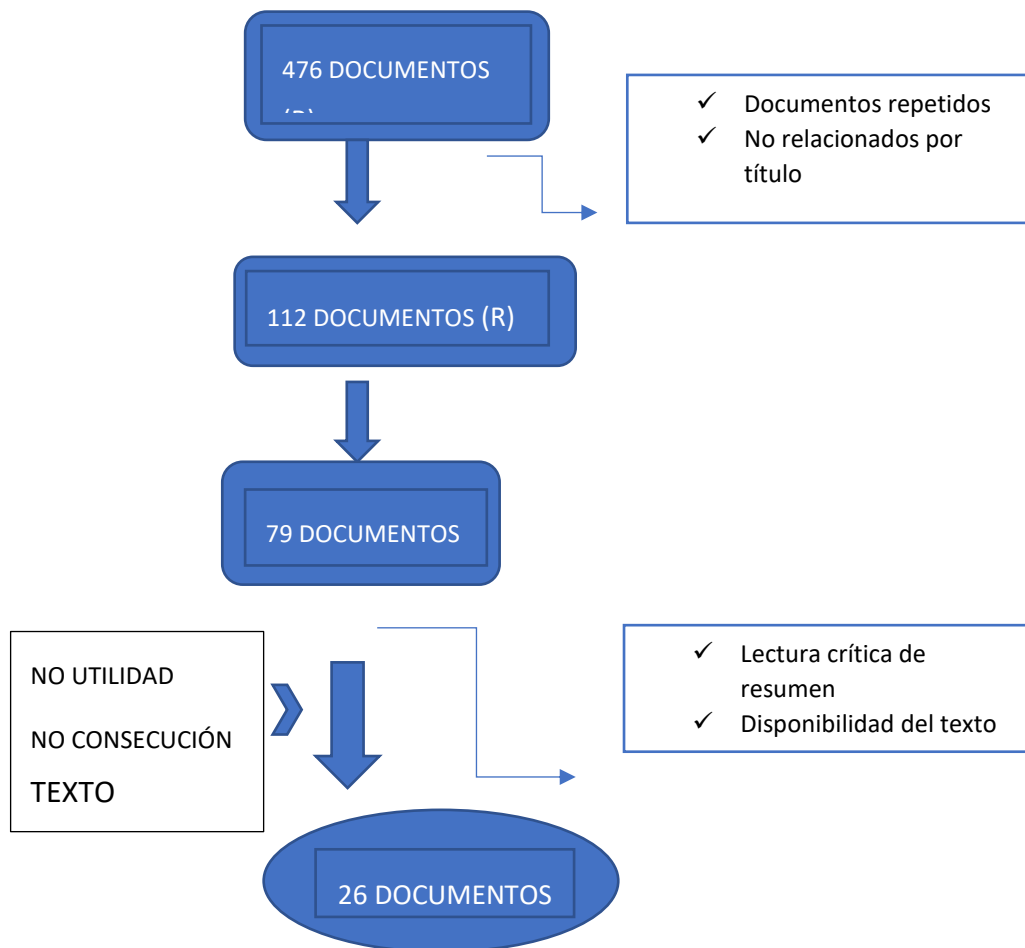 476 DOCUMENTOS
✓ Documentos repetidos
✓ No relacionados por
título
112 DOCUMENTOS (R)
79 DOCUMENTOS
NO UTILIDAD
NO CONSECUCIÓN
TEXTO
✓ Lectura crítica de
resumen
✓ Disponibilidad del texto
26 DOCUMENTOS